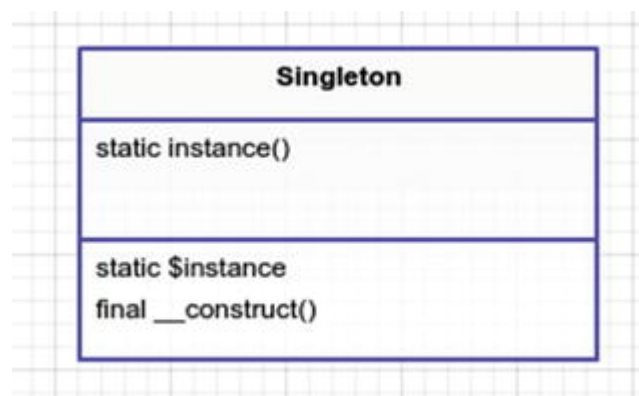 Singleton
static instance()
static $instance
final __construct()